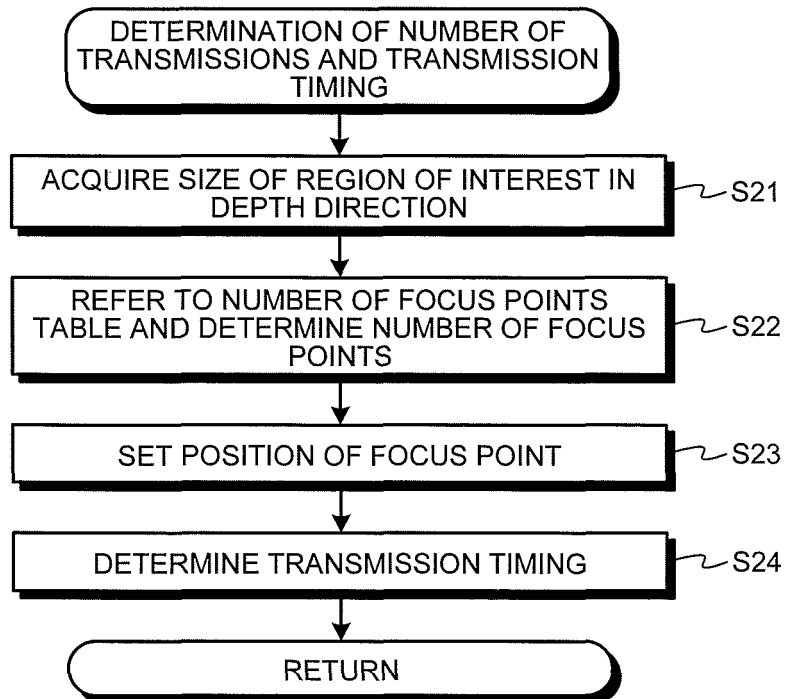 DETERMINATION OF NUMBER OF
TRANSMISSIONS AND TRANSMISSION
TIMING
ACQUIRE SIZE OF REGION OF INTEREST IN
DEPTH DIRECTION
S21
REFER TO NUMBER OF FOCUS POINTS
TABLE AND DETERMINE NUMBER OF FOCUS
POINTS
S22
SET POSITION OF FOCUS POINT
S23
DETERMINE TRANSMISSION TIMING
S24
RETURN